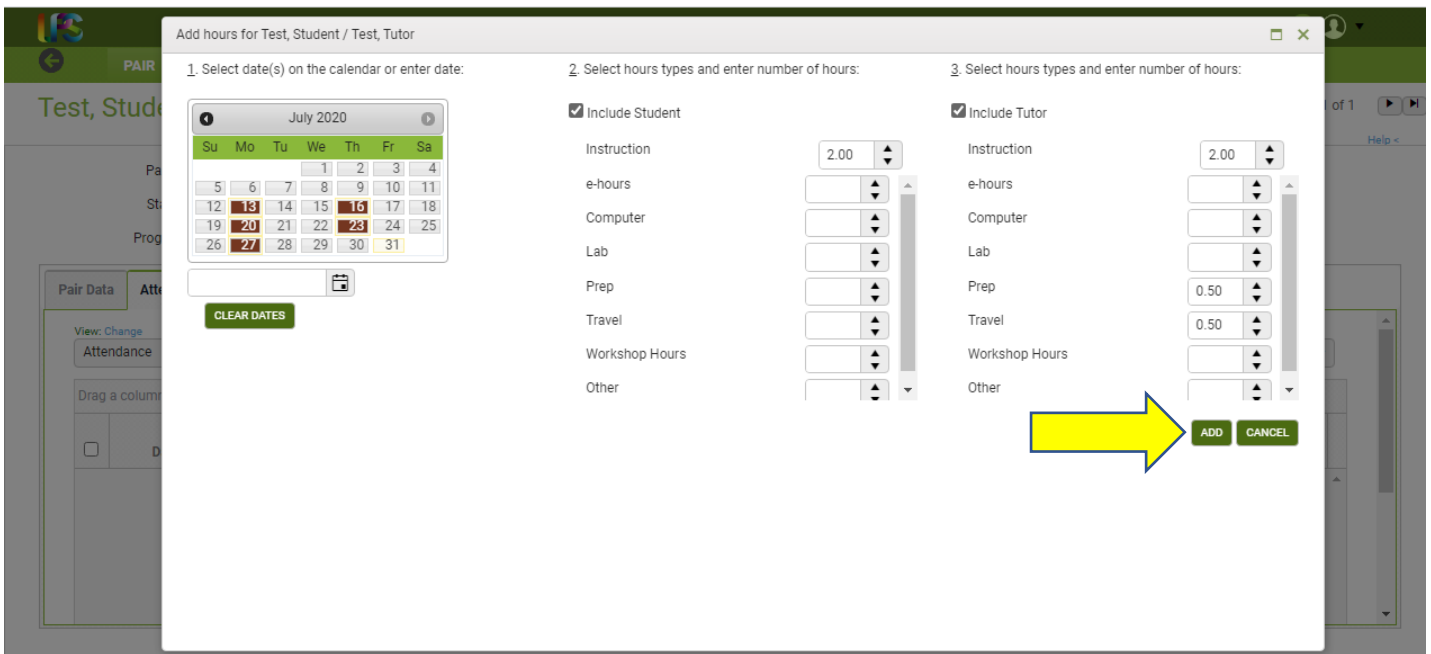 LFS
Add hours for Test, Student / Test, Tutor
PAIR
1. Select date(s) on the calendar or enter date:
2. Select hours types and enter number of hours:
3. Select hours types and enter number of hours:
Test, Stude
of 1
Help <
July 2020
Su Mo Tu We Th Fr Sa
1 2 3 4
5 6 7 8 9 10 11
12 13 14 15 16 17 18
19 20 21 22 23 24 25
26 27 28 29 30 31
CLEAR DATES
Include Student
Instruction 2.00
e-hours
Computer
Lab
Prep
Travel
Workshop Hours
Other
Include Tutor
Instruction 2.00
e-hours
Computer
Lab
Prep 0.50
Travel 0.50
Workshop Hours
Other
ADD CANCEL
Pa
St
Prog
Pair Data Atte
View: Change
Attendance
Drag a column
D